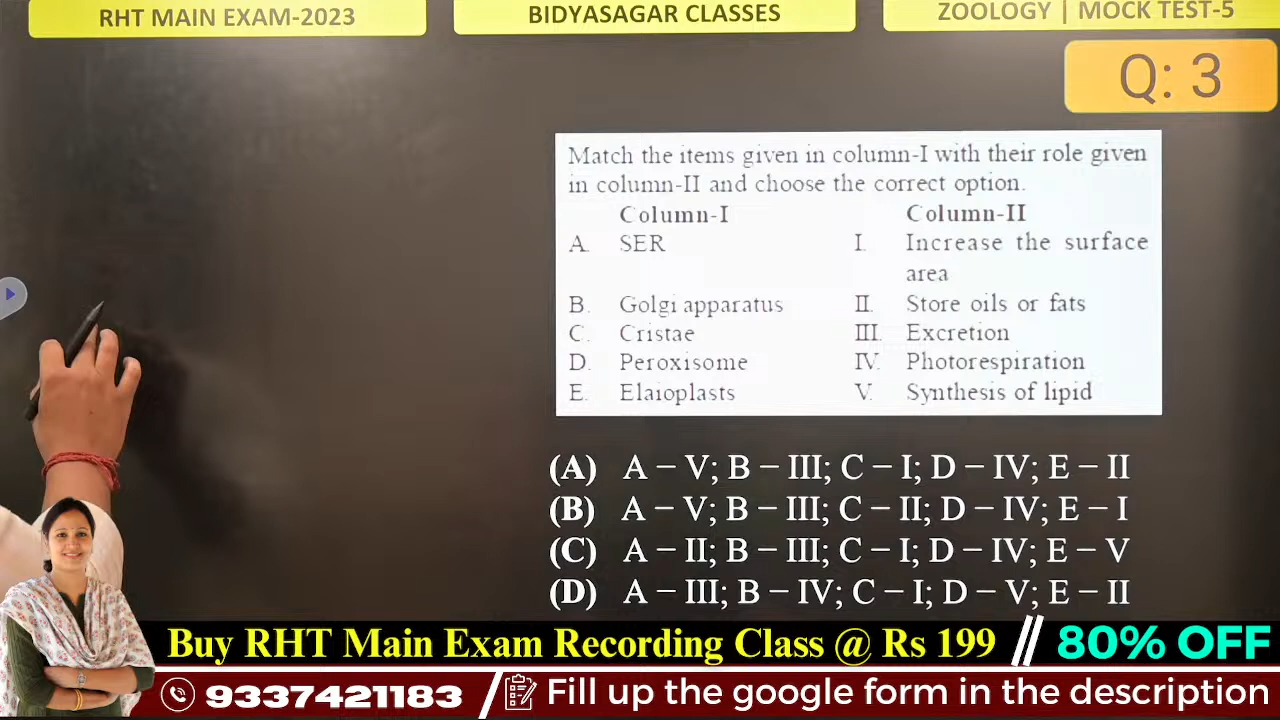 RHT MAIN EXAM-2023
BIDYASAGAR CLASSES
ZOOLOGY | MOCK TEST-5
Q: 3
Match the items given in column-I with their role given
in column-II and choose the correct option.
Column-I Column-II
A. SER I. Increase the surface
area
B. Golgi apparatus II. Store oils or fats
C. Cristae III. Excretion
D. Peroxisome IV. Photorespiration
E. Elaioplasts V. Synthesis of lipid
(A) A – V; B – III; C – I; D – IV; E – II
(B) A – V; B – III; C – II; D – IV; E – I
(C) A – II; B – III; C – I; D – IV; E – V
(D) A – III; B – IV; C – I; D – V; E – II
Buy RHT Main Exam Recording Class @ Rs 199 // 80% OFF
9337421183 / Fill up the google form in the description